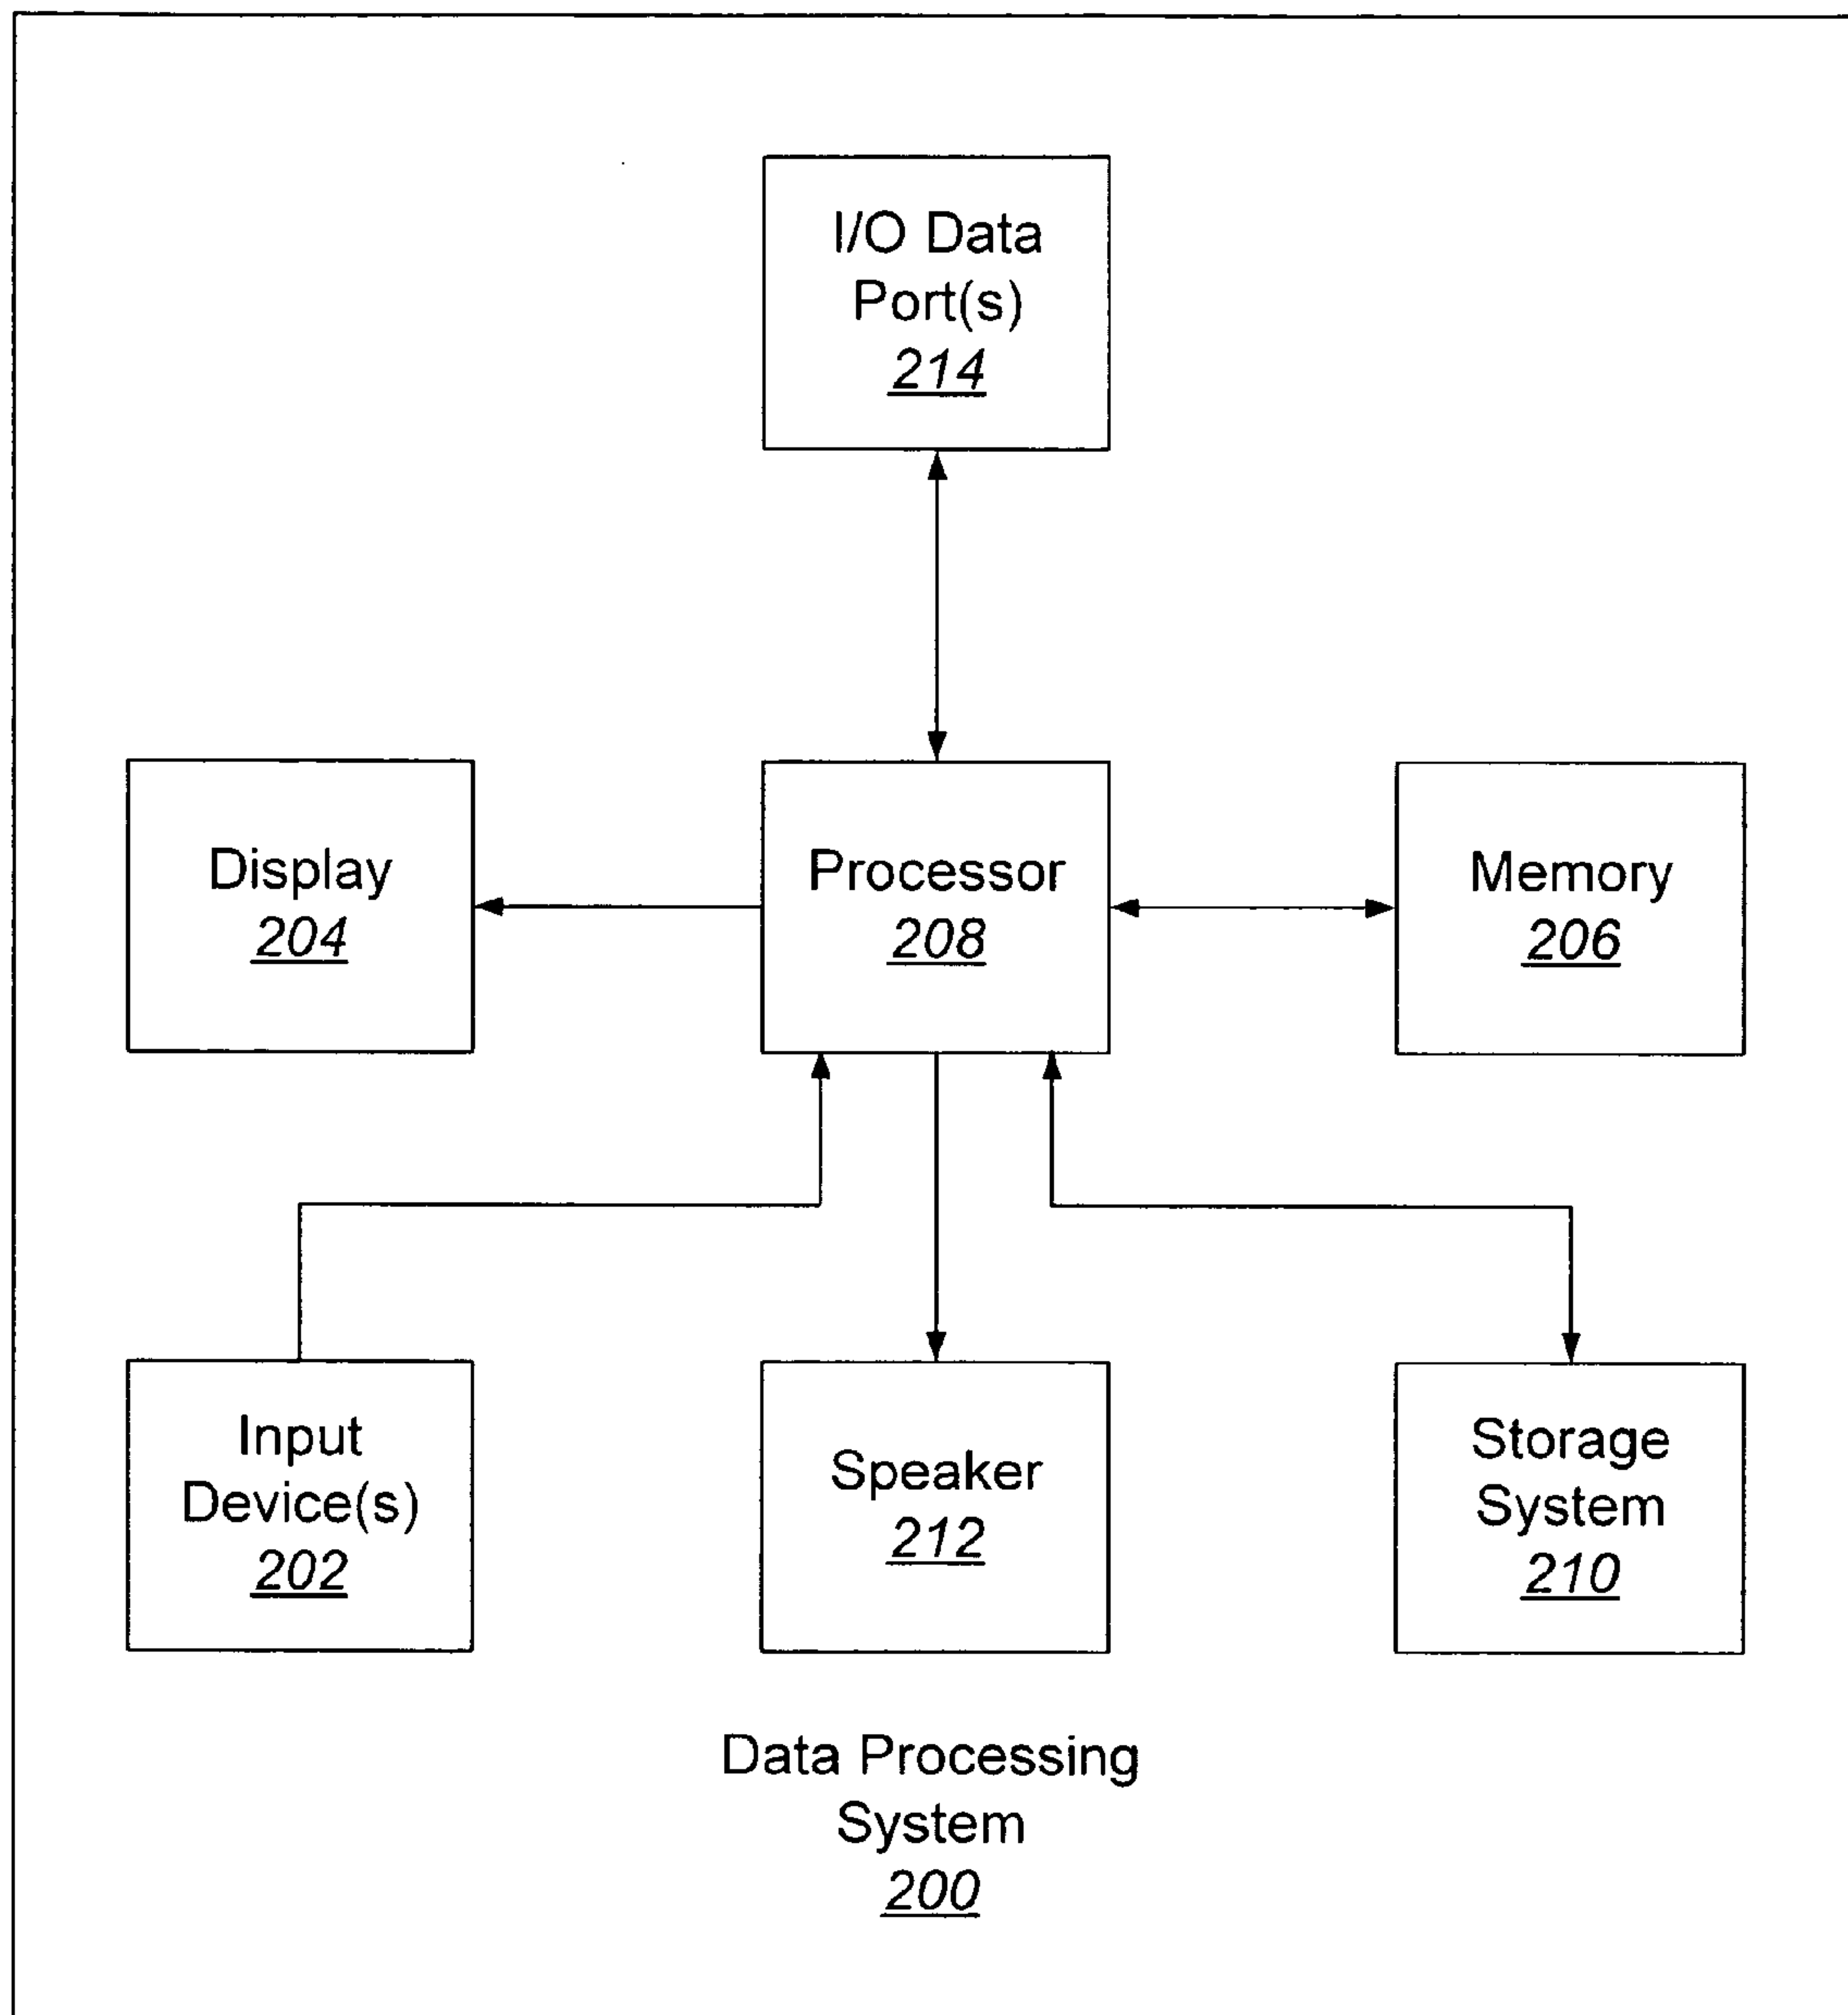 I/O Data
Port(s)
214
Display
204
Processor
208
Memory
206
Input
Device(s)
202
Speaker
212
Storage
System
210
Data Processing
System
200